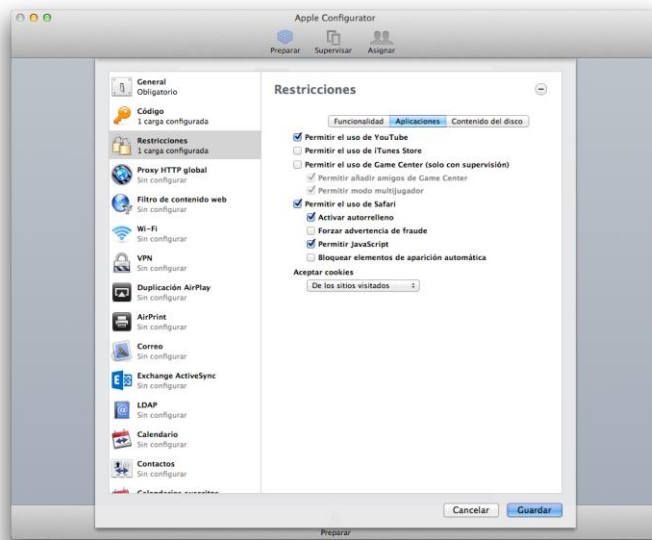 Apple Configurator
Preparar Supervisar Asignar
General
Obligatorio
Código
1 carga configurada
Restricciones
1 carga configurada
Proxy HTTP global
Sin configurar
Filtro de contenido web
Sin configurar
Wi-Fi
Sin configurar
VPN
Sin configurar
Duplicación AirPlay
Sin configurar
AirPrint
Sin configurar
Correo
Sin configurar
Exchange ActiveSync
Sin configurar
LDAP
Sin configurar
Calendario
Sin configurar
Contactos
Sin configurar
Calendarios suscritos
Restricciones
Funcionalidad Aplicaciones Contenido del disco
Permitir el uso de YouTube
Permitir el uso de iTunes Store
Permitir el uso de Game Center (solo con supervisión)
Permitir añadir amigos de Game Center
Permitir modo multijugador
Permitir el uso de Safari
Activar autorrelleno
Forzar advertencia de fraude
Permitir JavaScript
Bloquear elementos de aparición automática
Aceptar cookies
De los sitios visitados
Cancelar Guardar
Preparar